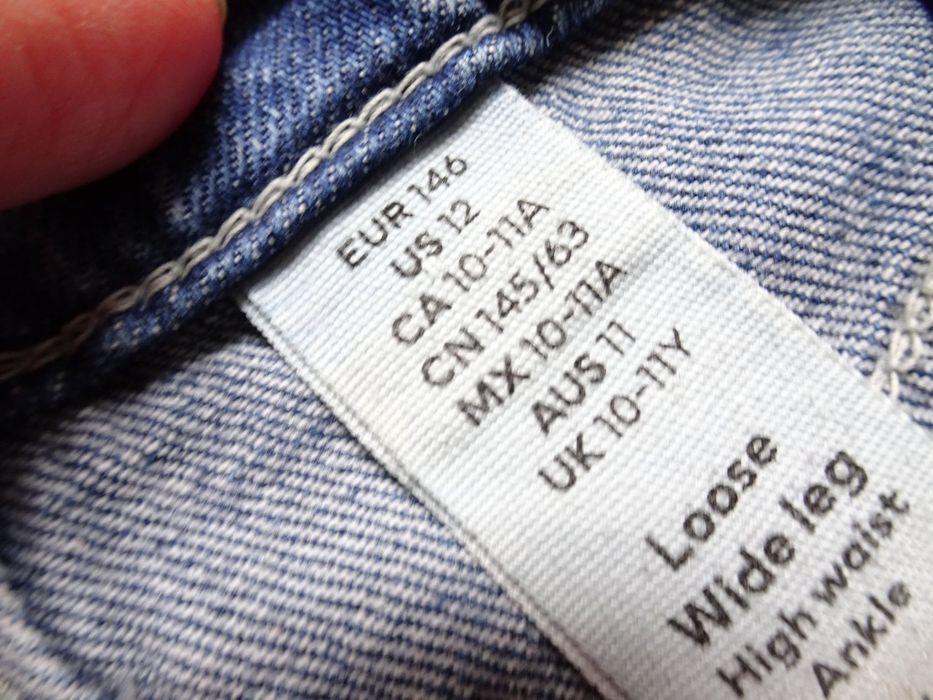 EUR 146
US 12
CA 10-11A
CN 145/63
MX 10-11A
AUS 11
UK 10-11Y
Loose
Wide leg
High waist
Ankle